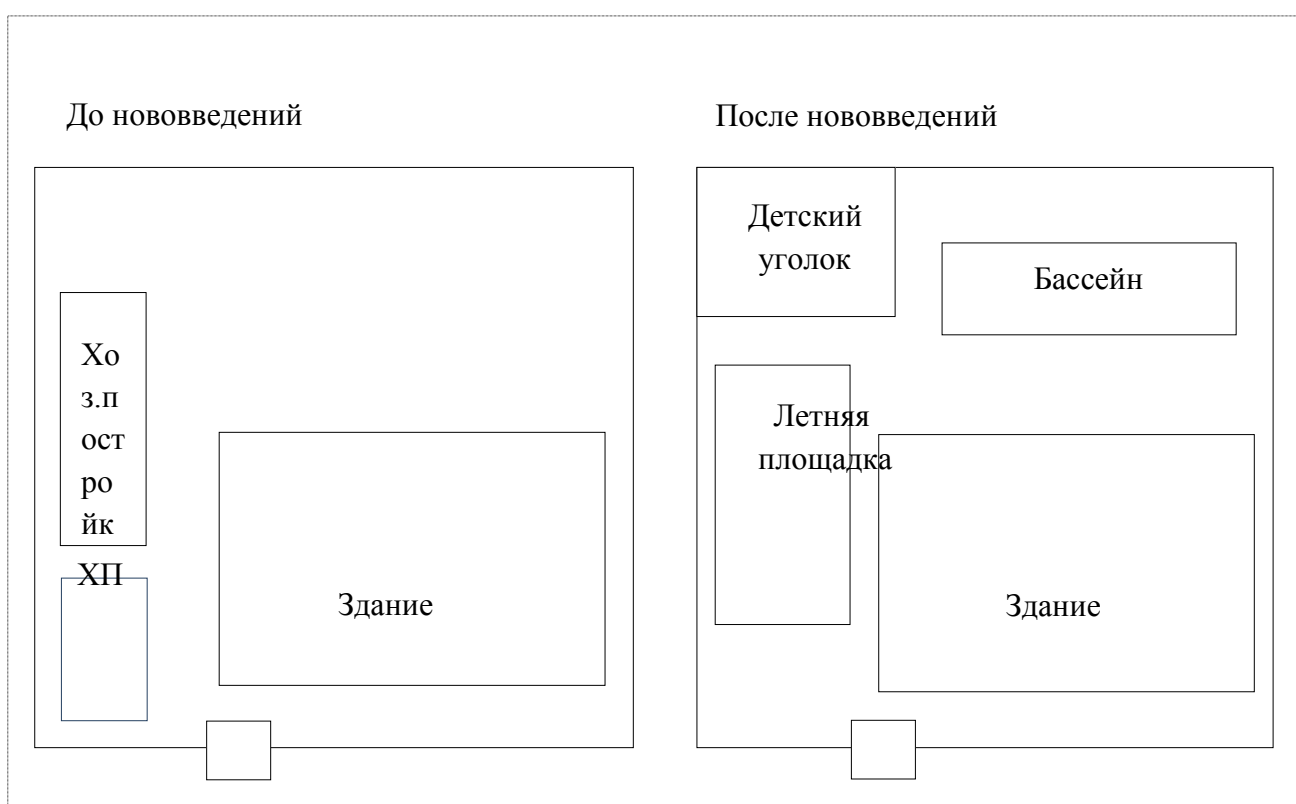 До нововведений
Хо
з.п
ост
ро
йк
ХП
Здание
После нововведений
Детский
уголок
Бассейн
Летняя
площадка
Здание